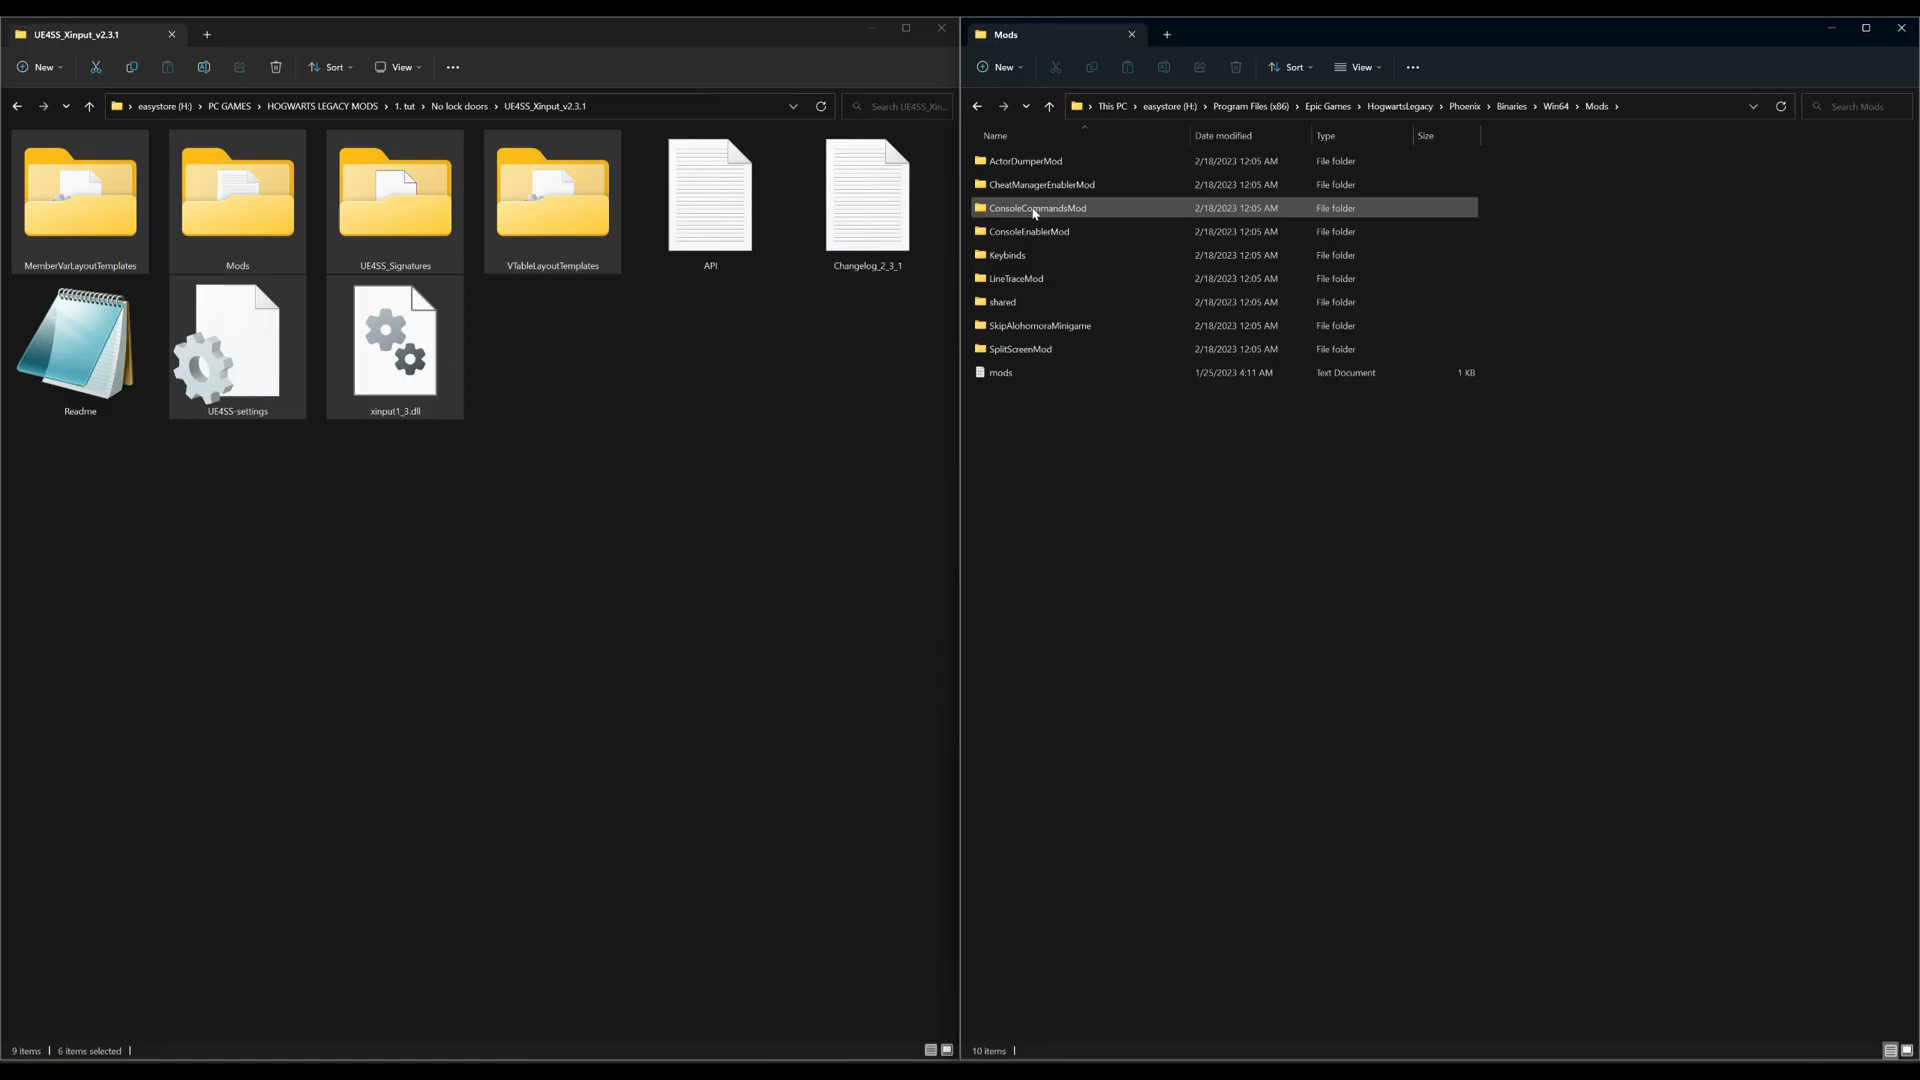 UE4SS_Xinput_v2.3.1
New
Sort
View
easystore (H:) > PC GAMES > HOGWARTS LEGACY MODS > 1. tut > No lock doors > UE4SS_Xinput_v2.3.1
Search UE4SS_Xin...
MemberVarLayoutTemplates
Mods
UE4SS_Signatures
VTableLayoutTemplates
API
Changelog_2_3_1
Readme
UE4SS-settings
xinput1_3.dll
9 items
6 items selected
Mods
New
Sort
View
This PC > easystore (H:) > Program Files (x86) > Epic Games > HogwartsLegacy > Phoenix > Binaries > Win64 > Mods >
Search Mods
Name Date modified Type Size
ActorDumperMod 2/18/2023 12:05 AM File folder
CheatManagerEnablerMod 2/18/2023 12:05 AM File folder
ConsoleCommandsMod 2/18/2023 12:05 AM File folder
ConsoleEnablerMod 2/18/2023 12:05 AM File folder
Keybinds 2/18/2023 12:05 AM File folder
LineTraceMod 2/18/2023 12:05 AM File folder
shared 2/18/2023 12:05 AM File folder
SkipAlohomoraMinigame 2/18/2023 12:05 AM File folder
SplitScreenMod 2/18/2023 12:05 AM File folder
mods 1/25/2023 4:11 AM Text Document 1 KB
10 items